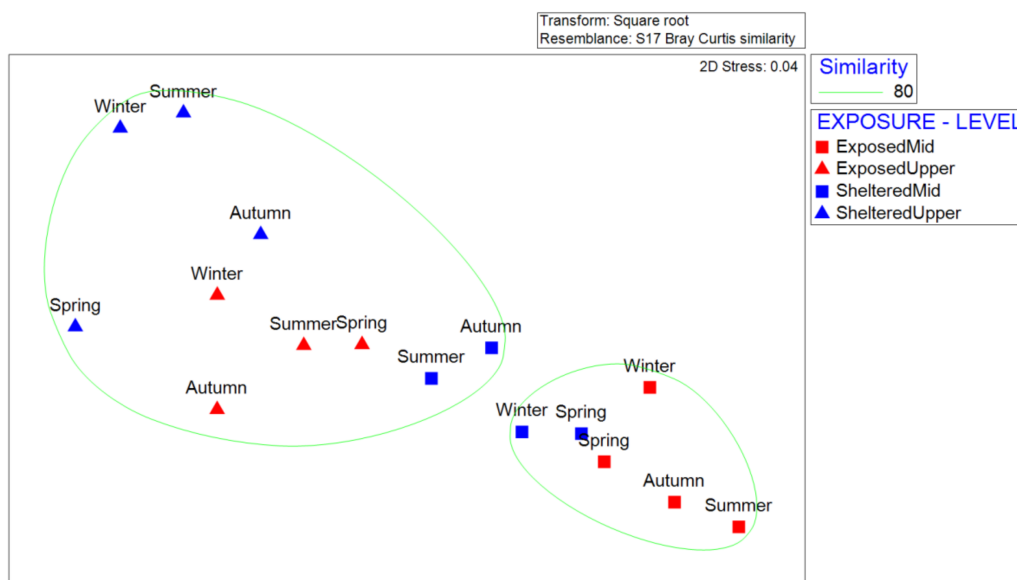 Transform: Square root
Resemblance: S17 Bray Curtis similarity
2D Stress: 0.04
Similarity
80
EXPOSURE - LEVEL
ExposedMid
ExposedUpper
ShelteredMid
ShelteredUpper
Summer
Winter
Autumn
Winter
Spring
Summer
Spring
Autumn
Summer
Winter
Autumn
Winter
Spring
Spring
Autumn
Summer